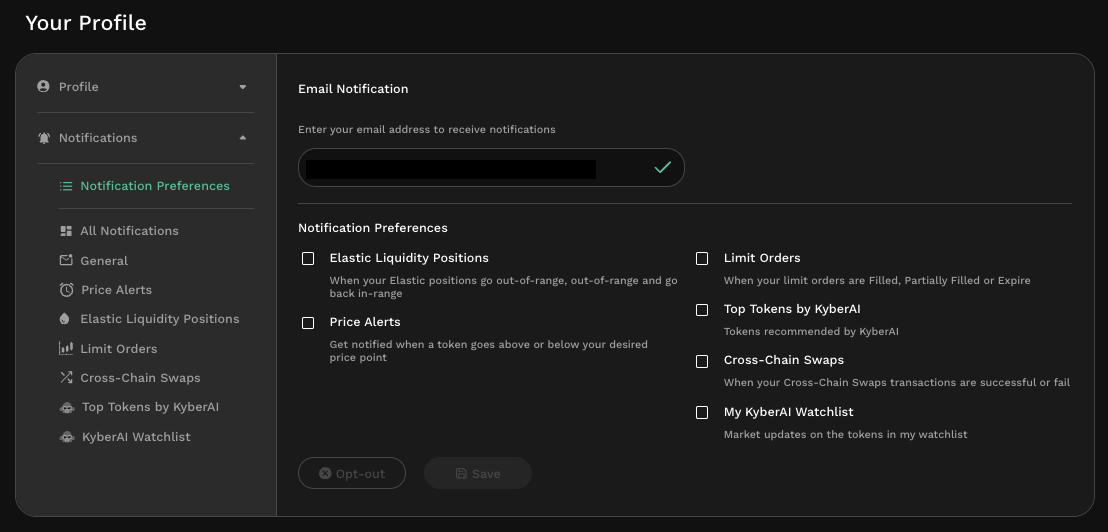 Your Profile
Profile
Notifications
Notification Preferences
All Notifications
General
Price Alerts
Elastic Liquidity Positions
Limit Orders
Cross-Chain Swaps
Top Tokens by KyberAI
KyberAI Watchlist
Email Notification
Enter your email address to receive notifications
Notification Preferences
Elastic Liquidity Positions
When your Elastic positions go out-of-range, out-of-range and go
back in-range
Price Alerts
Get notified when a token goes above or below your desired
price point
Limit Orders
When your limit orders are Filled, Partially Filled or Expire
Top Tokens by KyberAI
Tokens recommended by KyberAI
Cross-Chain Swaps
When your Cross-Chain Swaps transactions are successful or fail
My KyberAI Watchlist
Market updates on the tokens in my watchlist
Opt-out
Save